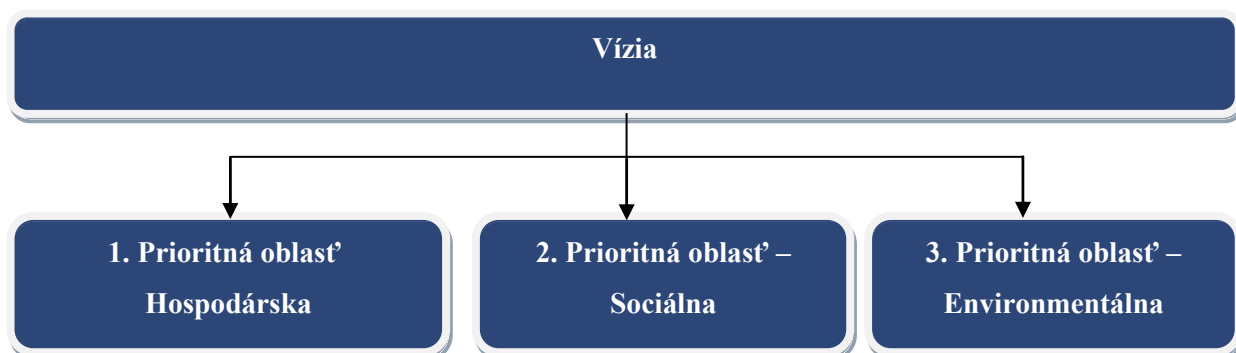 Vízia
1. Prioritná oblasť
Hospodárska
2. Prioritná oblasť –
Sociálna
3. Prioritná oblasť –
Environmentálna